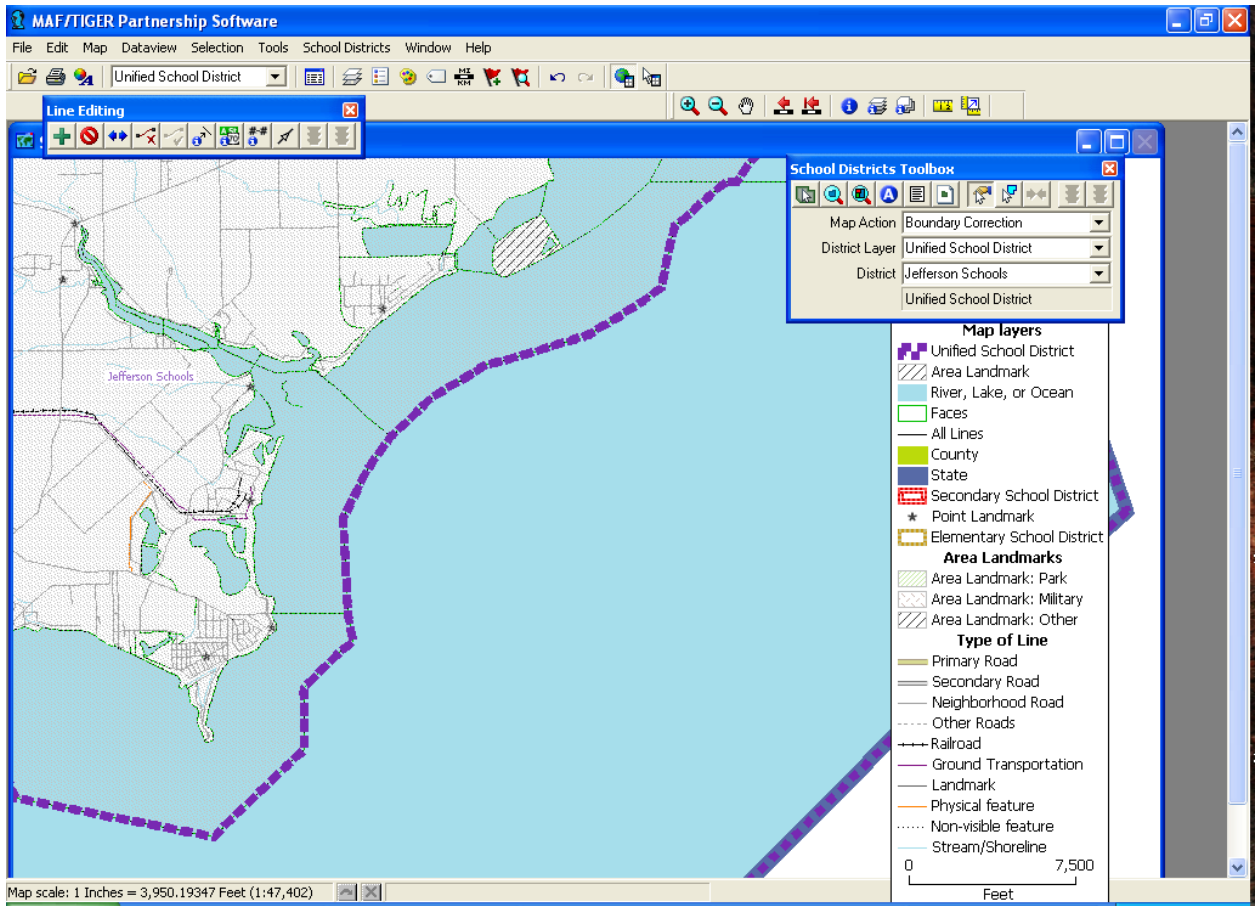 MAF/TIGER Partnership Software
File Edit Map Dataview Selection Tools School Districts Window Help
Unified School District
MI
KM
Line Editing
#-#
S
School Districts Toolbox
A
Map Action Boundary Correction
District Layer Unified School District
District Jefferson Schools
Unified School District
Jefferson Schools
Map layers
Unified School District
Area Landmark
River, Lake, or Ocean
Faces
All Lines
County
State
Secondary School District
Point Landmark
Elementary School District
Area Landmarks
Area Landmark: Park
Area Landmark: Military
Area Landmark: Other
Type of Line
Primary Road
Secondary Road
Neighborhood Road
Other Roads
Railroad
Ground Transportation
Landmark
Physical feature
Non-visible feature
Stream/Shoreline
0 7,500
Feet
Map scale: 1 Inches = 3,950.19347 Feet (1:47,402)